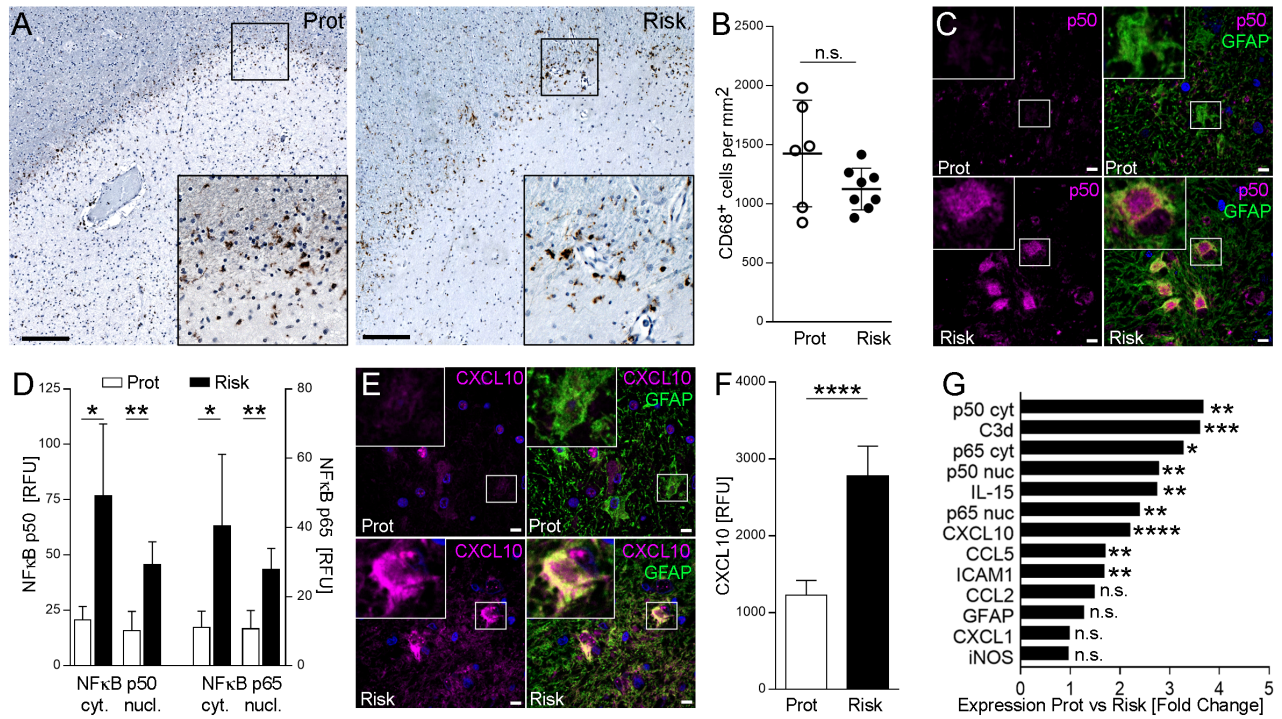 A
Prot
Risk
B
CD68+ cells per mm2
2500
2000
1500
1000
500
0
n.s.
Prot
Risk
C
p50
p50
GFAP
Prot
p50
p50
GFAP
Risk
Risk
D
Prot
Risk
NFκB p50 [RFU]
125
100
75
50
25
0
*
**
*
**
80
60
40
20
0
NFκB p65 [RFU]
NFκB p50
NFκB p65
cyt.
nucl.
cyt.
nucl.
E
CXCL10
CXCL10
GFAP
Prot
Prot
CXCL10
CXCL10
GFAP
Risk
Risk
F
CXCL10 [RFU]
4000
3000
2000
1000
0
****
Prot
Risk
G
p50 cyt
**
C3d
***
p65 cyt
*
p50 nuc
**
IL-15
**
p65 nuc
**
CXCL10
****
CCL5
**
ICAM1
**
CCL2
n.s.
GFAP
n.s.
CXCL1
n.s.
iNOS
n.s.
0
1
2
3
4
5
Expression Prot vs Risk [Fold Change]